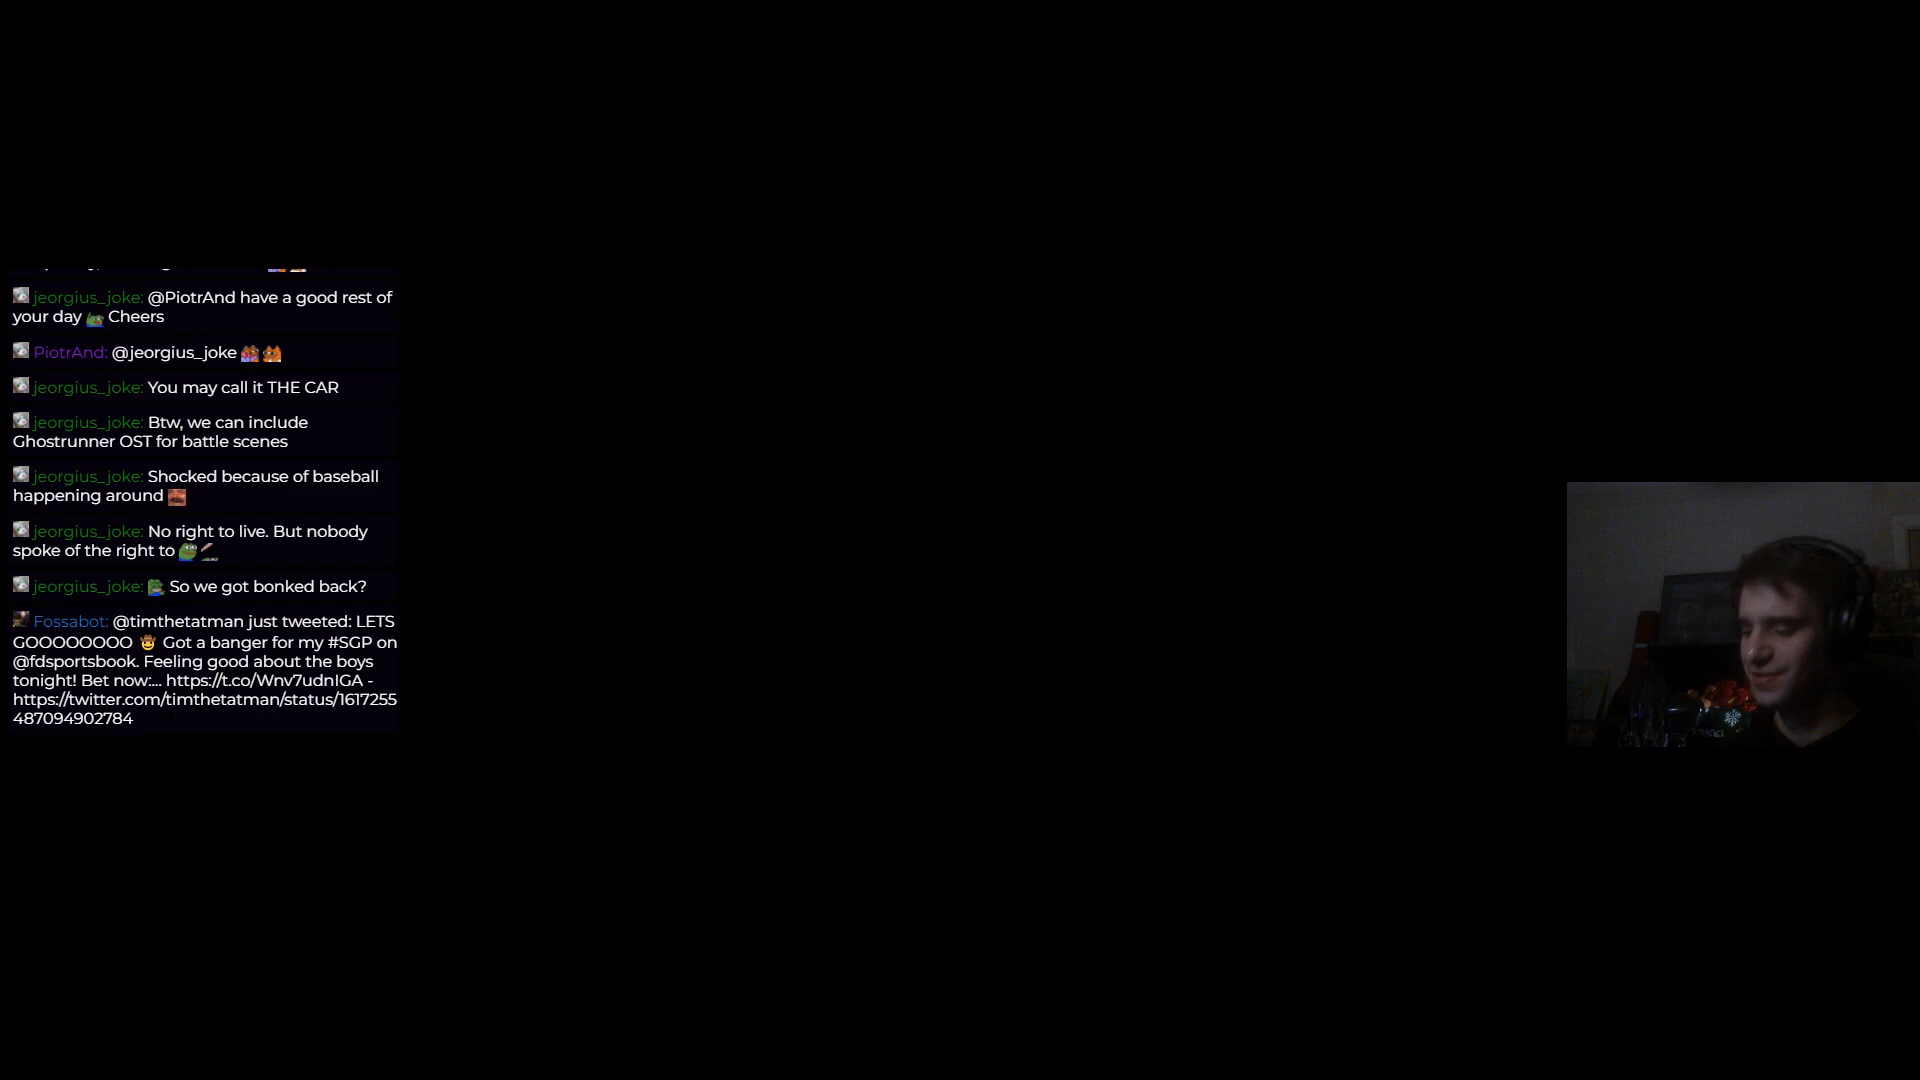 jeorgius_joke: @PiotrAnd have a good rest of
your day Cheers
PiotrAnd: @jeorgius_joke
jeorgius_joke: You may call it THE CAR
jeorgius_joke: Btw, we can include
Ghostrunner OST for battle scenes
jeorgius_joke: Shocked because of baseball
happening around
jeorgius_joke: No right to live. But nobody
spoke of the right to
jeorgius_joke: So we got bonked back?
Fossabot: @timthetatman just tweeted: LETS
GOOOOOOOO 🤠 Got a banger for my #SGP on
@fdsportsbook. Feeling good about the boys
tonight! Bet now:... https://t.co/Wnv7udnIGA -
https://twitter.com/timthetatman/status/1617255
487094902784